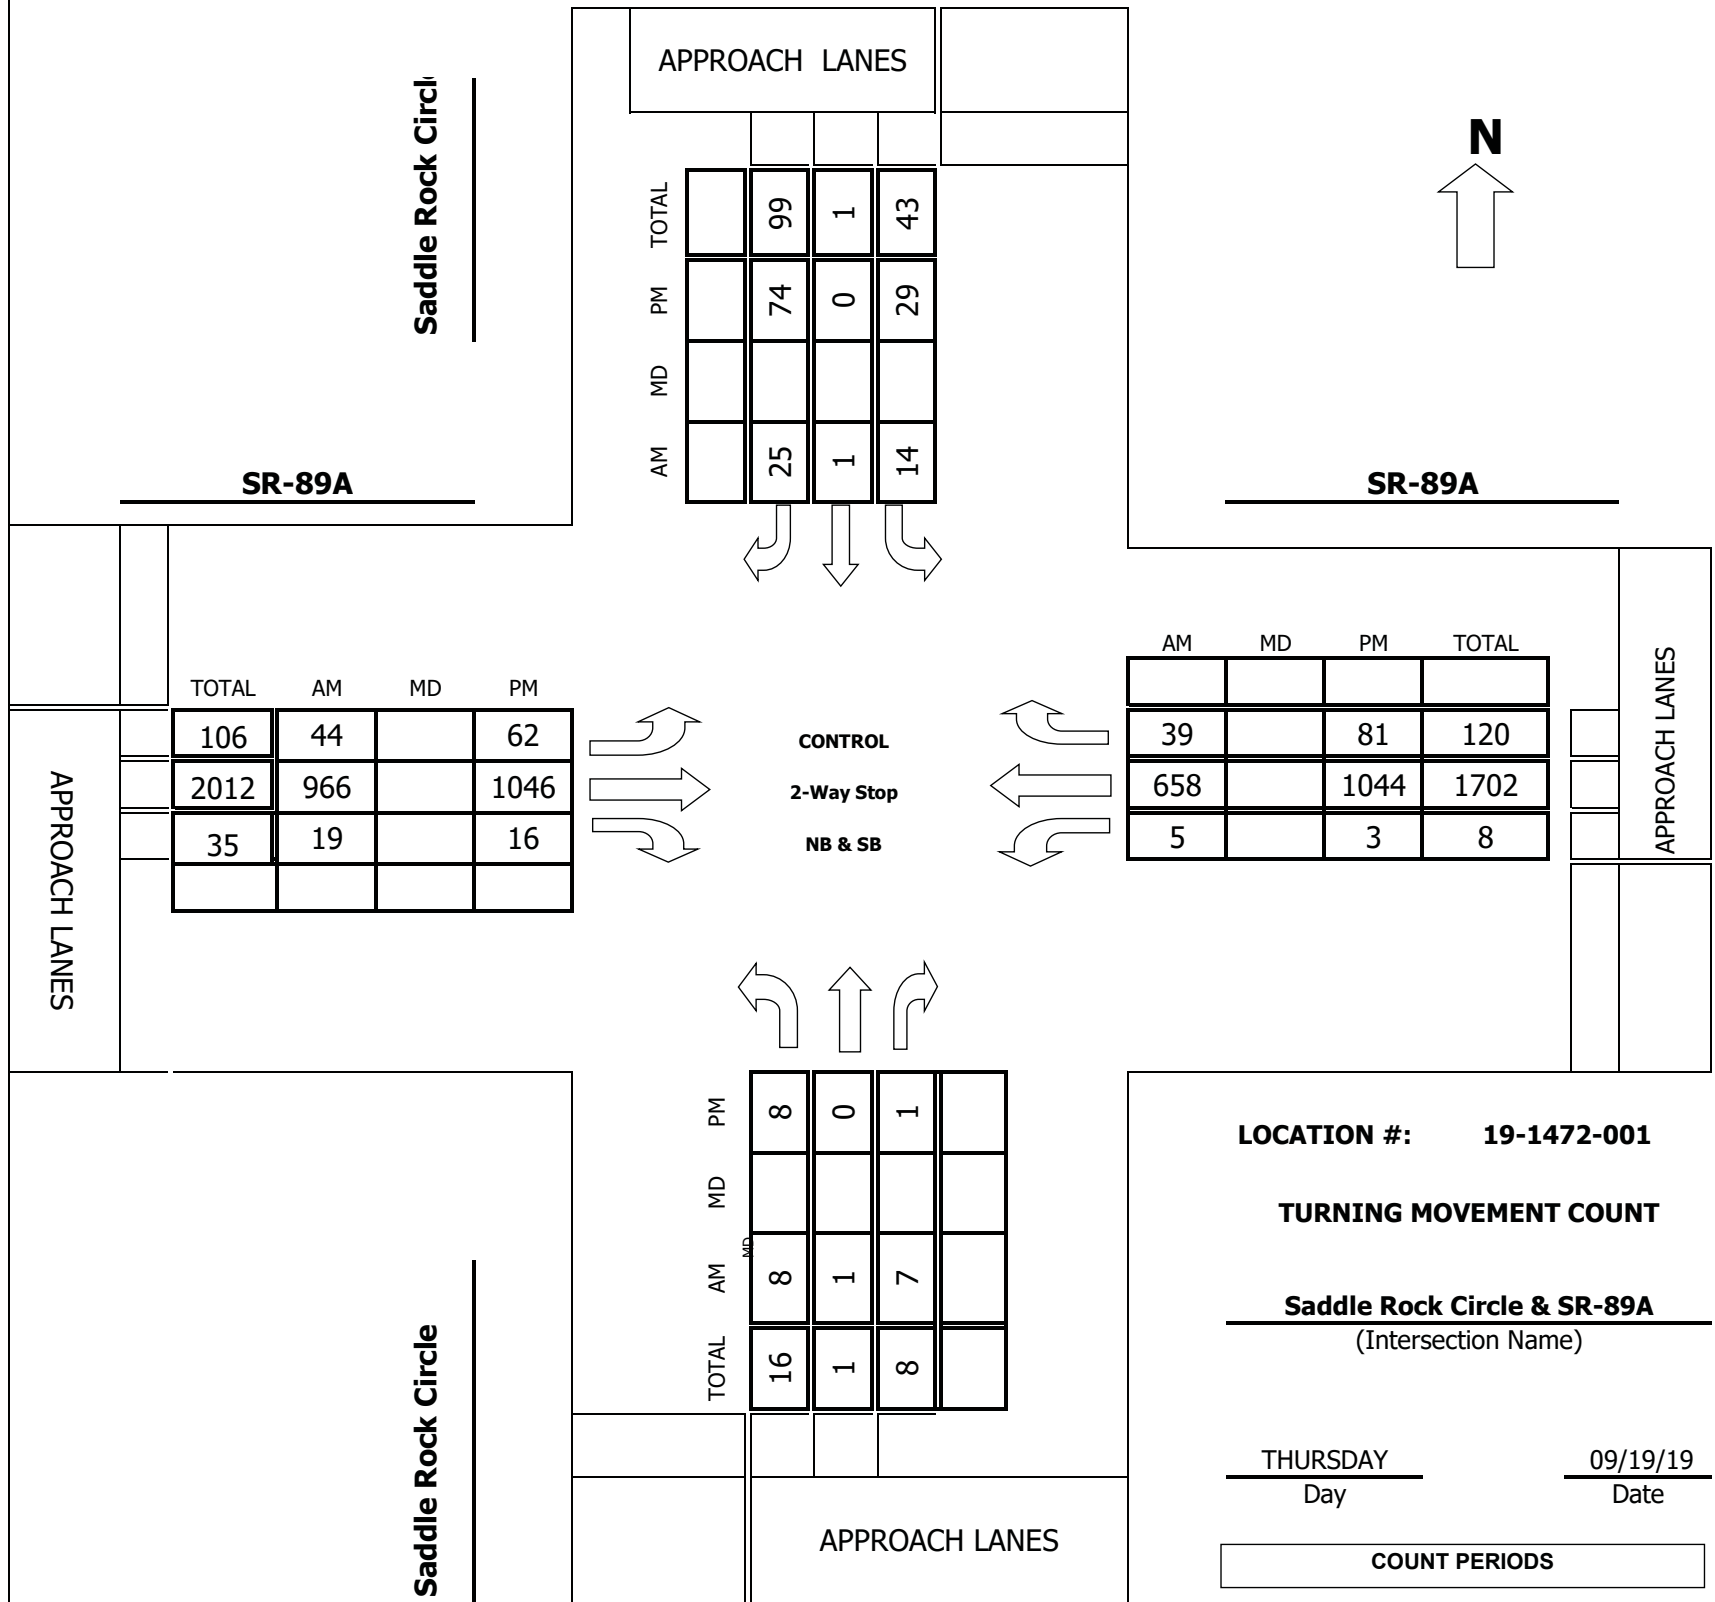 APPROACH LANES
Saddle Rock Circl
N
TOTAL 99 1 43
PM 74 0 29
MD
AM 25 1 14
SR-89A
SR-89A
AM MD PM TOTAL
39 81 120
658 1044 1702
5 3 8
APPROACH LANES
TOTAL AM MD PM
106 44 62
2012 966 1046
35 19 16
APPROACH LANES
CONTROL
2-Way Stop
NB & SB
PM 8 0 1
MD
MD
AM 8 1 7
TOTAL 16 1 8
Saddle Rock Circle
APPROACH LANES
LOCATION #: 19-1472-001
TURNING MOVEMENT COUNT
Saddle Rock Circle & SR-89A
(Intersection Name)
THURSDAY 09/19/19
Day Date
COUNT PERIODS